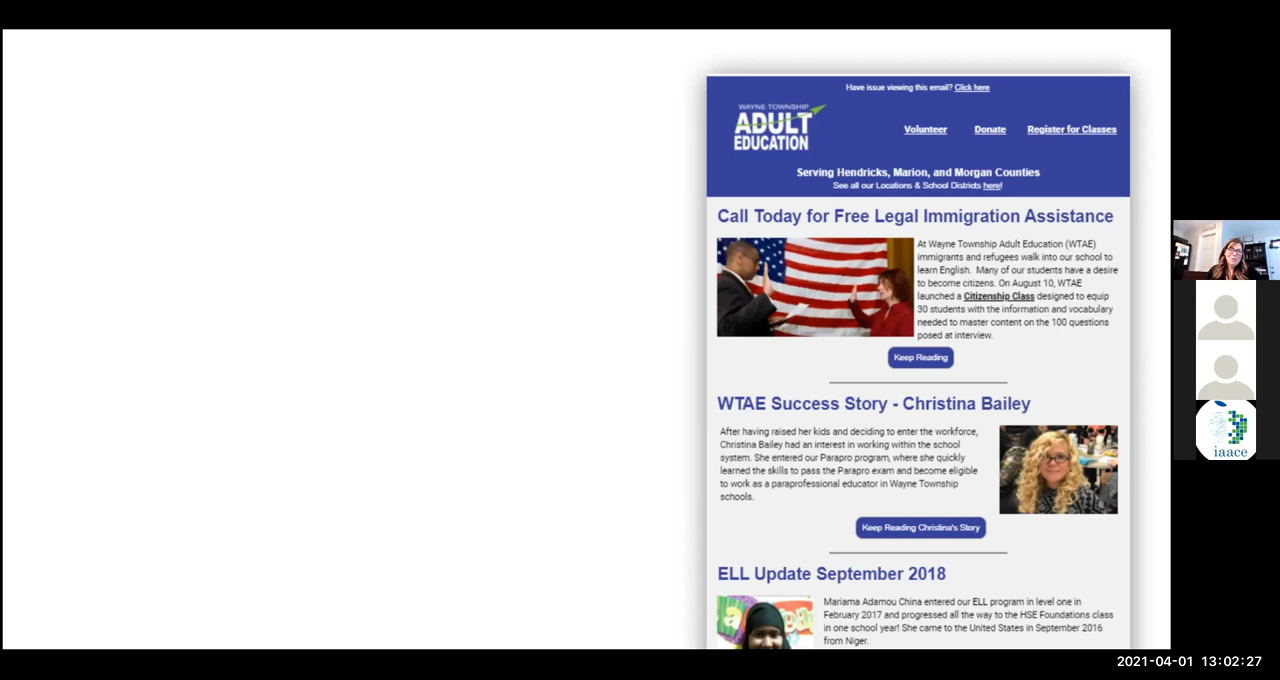 Have issue viewing this email? Click here
WAYNE TOWNSHIP
ADULT
EDUCATION
Volunteer Donate Register for Classes
Serving Hendricks, Marion, and Morgan Counties
See all our Locations & School Districts here!
Call Today for Free Legal Immigration Assistance
At Wayne Township Adult Education (WTAE)
immigrants and refugees walk into our school to
learn English. Many of our students have a desire
to become citizens. On August 10, WTAE
launched a Citizenship Class designed to equip
30 students with the information and vocabulary
needed to master content on the 100 questions
posed at interview.
Keep Reading
WTAE Success Story - Christina Bailey
After having raised her kids and deciding to enter the workforce,
Christina Bailey had an interest in working within the school
system. She entered our Parapro program, where she quickly
learned the skills to pass the Parapro exam and become eligible
to work as a paraprofessional educator in Wayne Township
schools.
Keep Reading Christina's Story
ELL Update September 2018
Mariama Adamou China entered our ELL program in level one in
February 2017 and progressed all the way to the HSE Foundations class
in one school year! She came to the United States in September 2016
from Niger.
iaace
2021-04-01 13:02:27